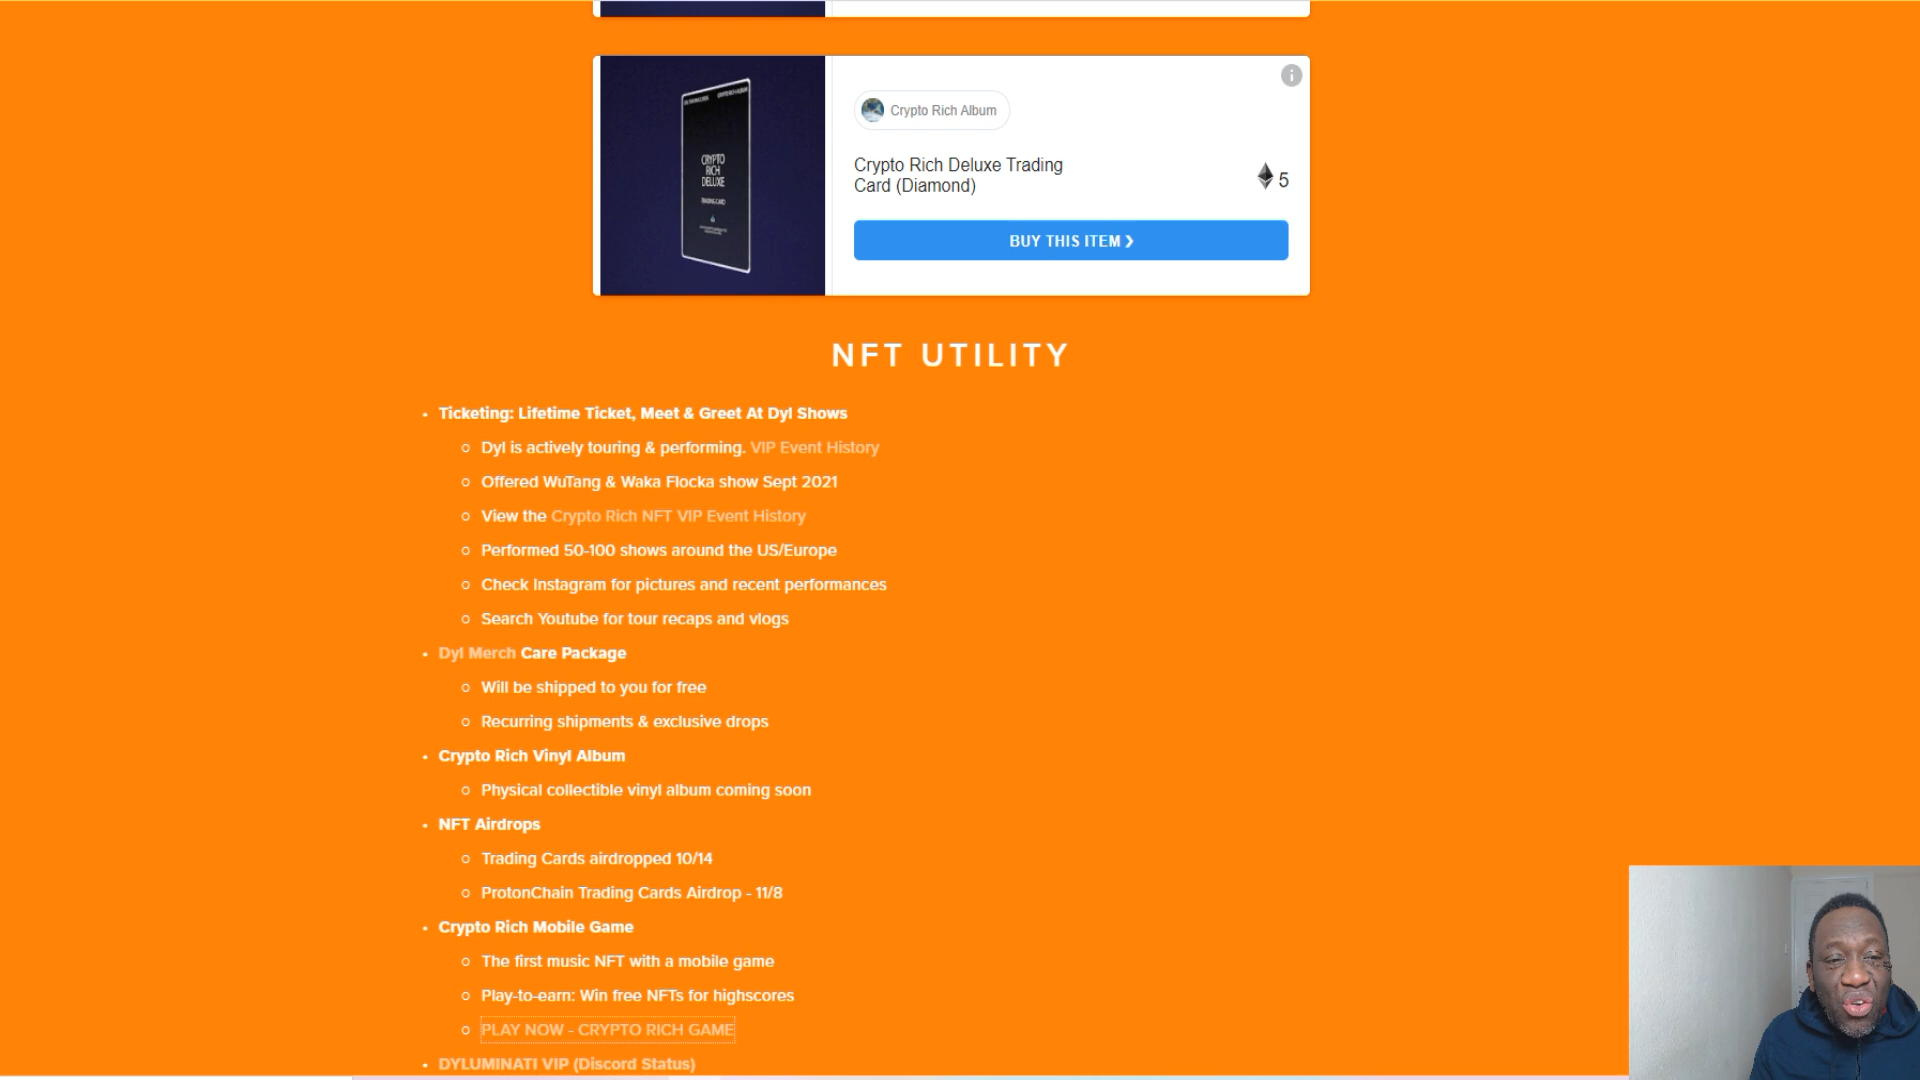 CRYPTO
RICH
DELUXE
TRADING CARD
Crypto Rich Album
Crypto Rich Deluxe Trading
Card (Diamond)
5
BUY THIS ITEM ❯
NFT UTILITY
• Ticketing: Lifetime Ticket, Meet & Greet At Dyl Shows
○ Dyl is actively touring & performing. VIP Event History
○ Offered WuTang & Waka Flocka show Sept 2021
○ View the Crypto Rich NFT VIP Event History
○ Performed 50-100 shows around the US/Europe
○ Check Instagram for pictures and recent performances
○ Search Youtube for tour recaps and vlogs
• Dyl Merch Care Package
○ Will be shipped to you for free
○ Recurring shipments & exclusive drops
• Crypto Rich Vinyl Album
○ Physical collectible vinyl album coming soon
• NFT Airdrops
○ Trading Cards airdropped 10/14
○ ProtonChain Trading Cards Airdrop - 11/8
• Crypto Rich Mobile Game
○ The first music NFT with a mobile game
○ Play-to-earn: Win free NFTs for highscores
○ PLAY NOW - CRYPTO RICH GAME
• DYLUMINATI VIP (Discord Status)